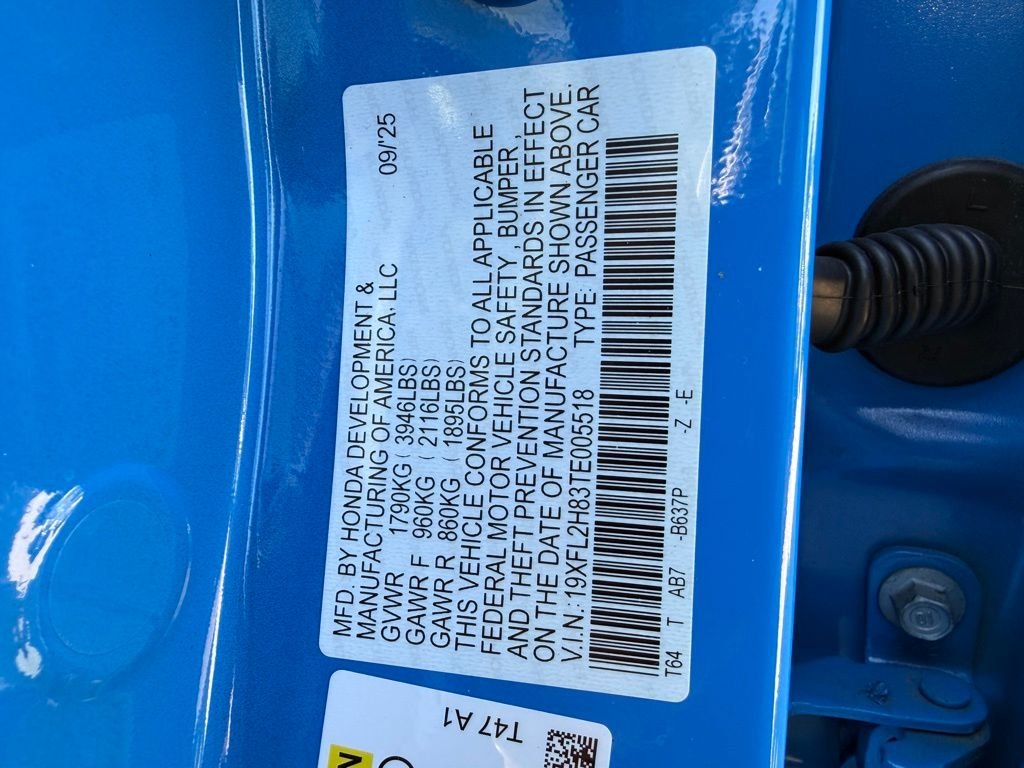 MFD. BY HONDA DEVELOPMENT &
MANUFACTURING OF AMERICA, LLC 09/'25
GVWR 1790KG ( 3946LBS)
GAWR F 960KG ( 2116LBS)
GAWR R 860KG ( 1895LBS)
THIS VEHICLE CONFORMS TO ALL APPLICABLE
FEDERAL MOTOR VEHICLE SAFETY, BUMPER,
AND THEFT PREVENTION STANDARDS IN EFFECT
ON THE DATE OF MANUFACTURE SHOWN ABOVE.
V.I.N.: 19XFL2H83TE005518 TYPE: PASSENGER CAR
T64 T AB7 -B637P -Z -E
T47 A1
N